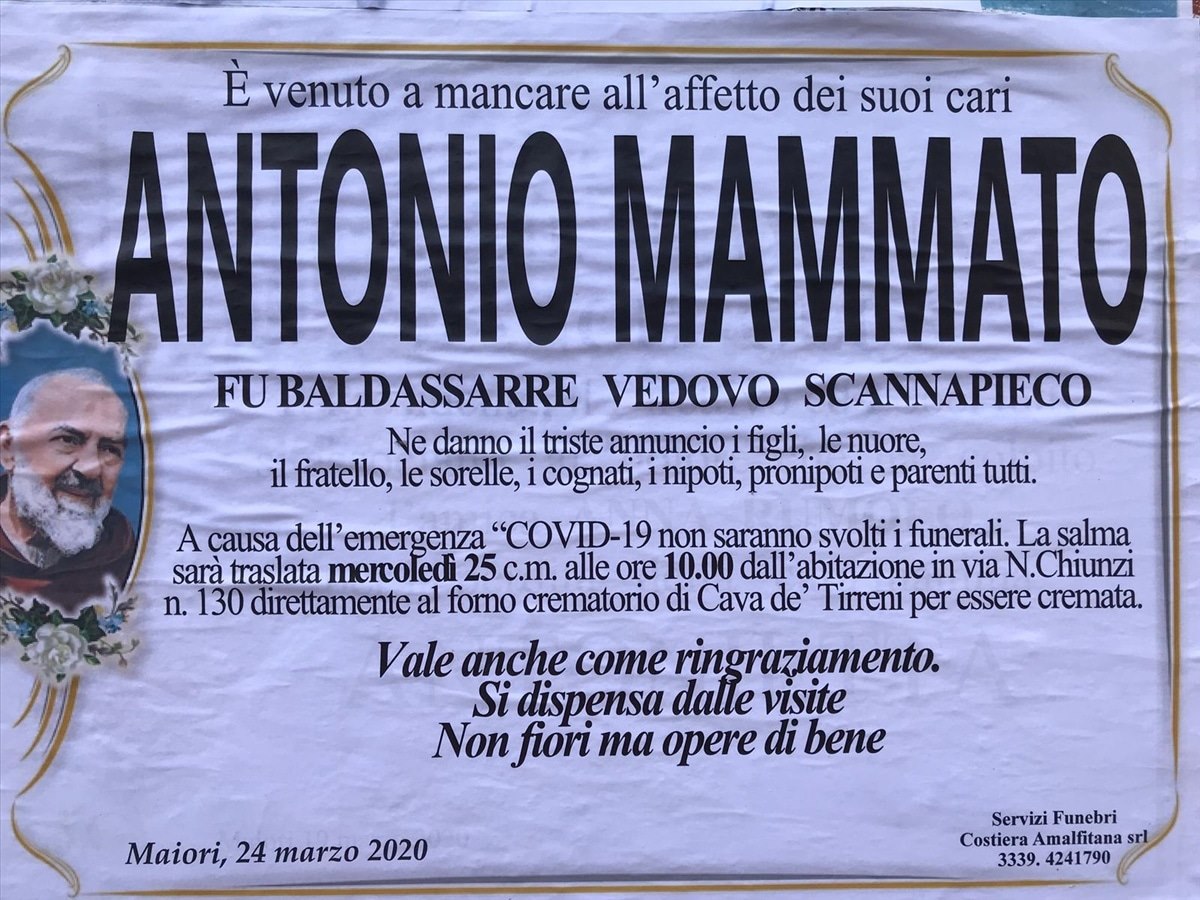 È venuto a mancare all'affetto dei suoi cari
ANTONIO MAMMATO
FU BALDASSARRE VEDOVO SCANNAPIECO
Ne danno il triste annuncio i figli, le nuore,
il fratello, le sorelle, i cognati, i nipoti, pronipoti e parenti tutti.
A causa dell'emergenza “COVID-19 non saranno svolti i funerali. La salma
sarà traslata mercoledì 25 c.m. alle ore 10.00 dall'abitazione in via N.Chiunzi
n. 130 direttamente al forno crematorio di Cava de' Tirreni per essere cremata.
Vale anche come ringraziamento.
Si dispensa dalle visite
Non fiori ma opere di bene
Maiori, 24 marzo 2020
Servizi Funebri
Costiera Amalfitana srl
3339. 4241790